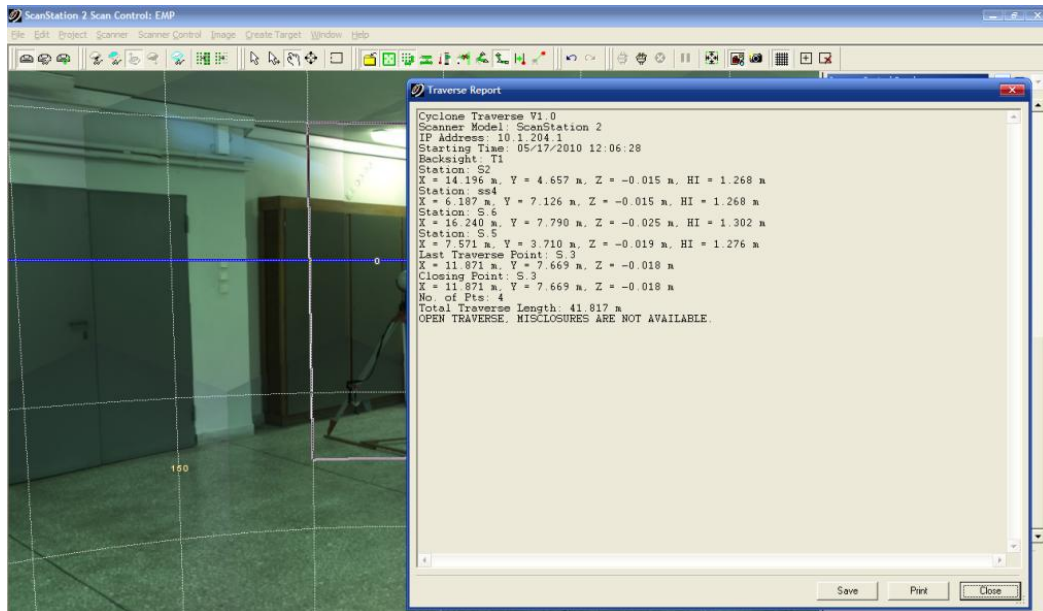 ScanStation 2 Scan Control: EMP
File Edit Project Scanner Scanner Control Image Create Target Window Help
Traverse Report
Cyclone Traverse V1.0
Scanner Model: ScanStation 2
IP Address: 10.1.204.1
Starting Time: 05/17/2010 12:06:28
Backsight: T1
Station: S2
X = 14.196 m, Y = 4.657 m, Z = -0.015 m, HI = 1.268 m
Station: ss4
X = 6.187 m, Y = 7.126 m, Z = -0.015 m, HI = 1.268 m
Station: S.6
X = 16.240 m, Y = 7.790 m, Z = -0.025 m, HI = 1.302 m
Station: S.5
X = 7.571 m, Y = 3.710 m, Z = -0.019 m, HI = 1.276 m
Last Traverse Point: S.3
X = 11.871 m, Y = 7.669 m, Z = -0.018 m
Closing Point: S.3
X = 11.871 m, Y = 7.669 m, Z = -0.018 m
No. of Pts: 4
Total Traverse Length: 41.817 m
OPEN TRAVERSE, MISCLOSURES ARE NOT AVAILABLE.
0
160
Save Print Close